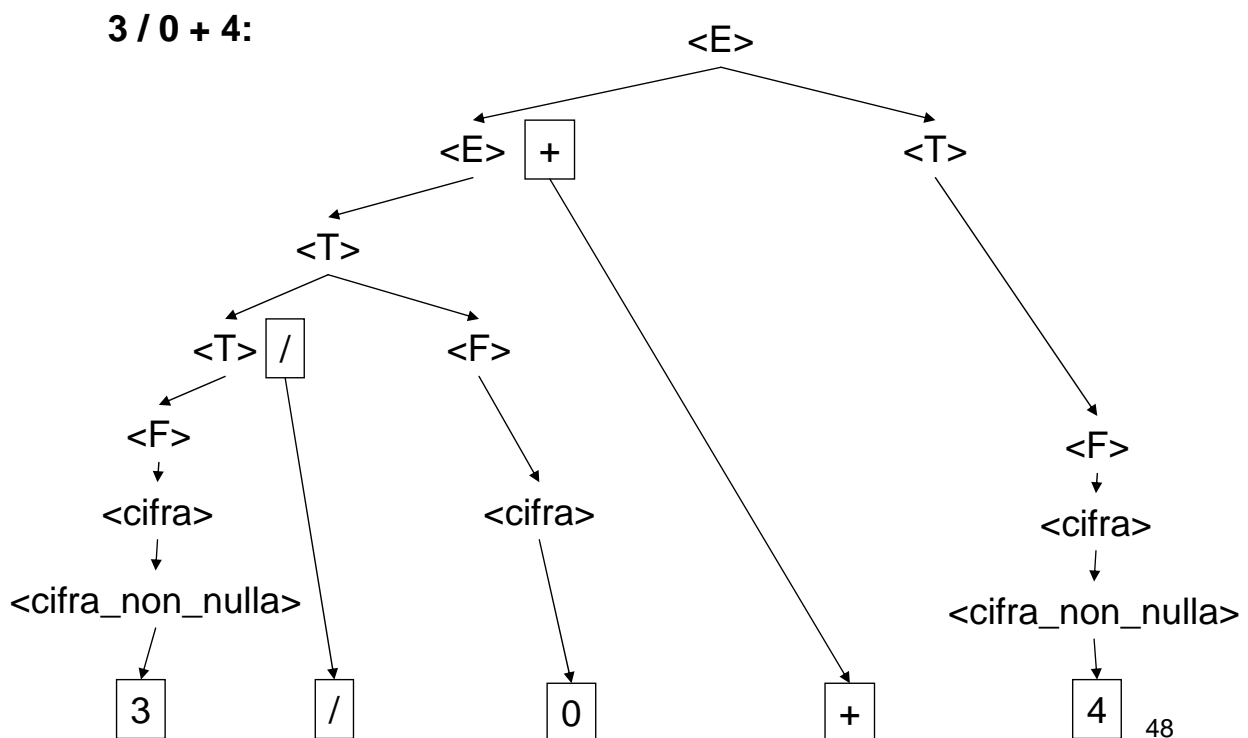 3 / 0 + 4:
<E>
<E> + <T>
<T>
<T> / <F>
<F> <F>
<cifra> <cifra> <cifra>
<cifra_non_nulla> <cifra_non_nulla>
3 / 0 + 4
48